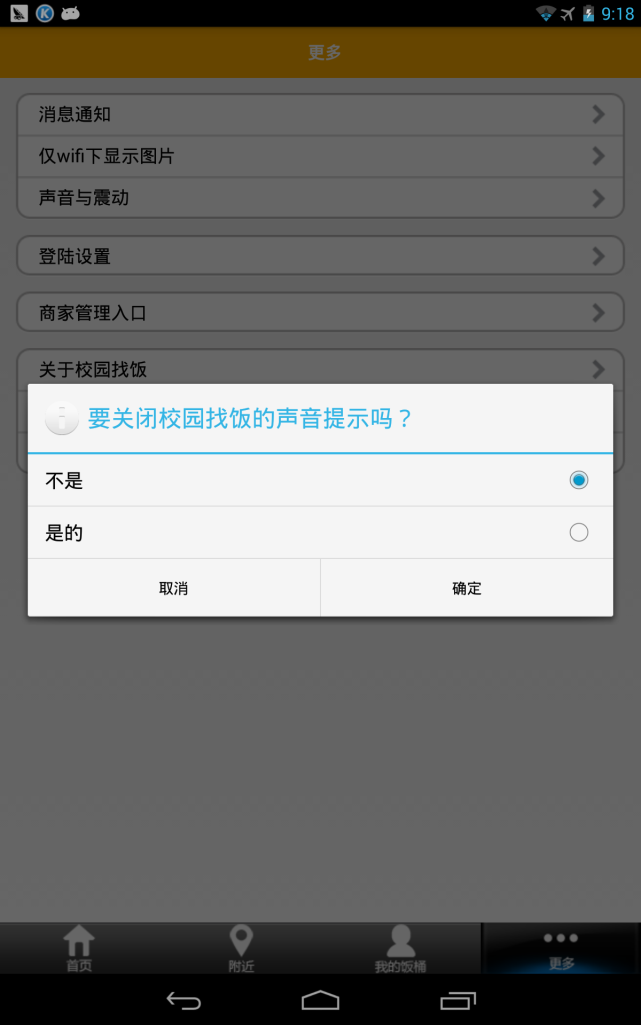 9:18
更多
消息通知
仅wifi下显示图片
声音与震动
登陆设置
商家管理入口
关于校园找饭
要关闭校园找饭的声音提示吗？
不是
是的
取消
确定
首页
附近
我的饭桶
更多